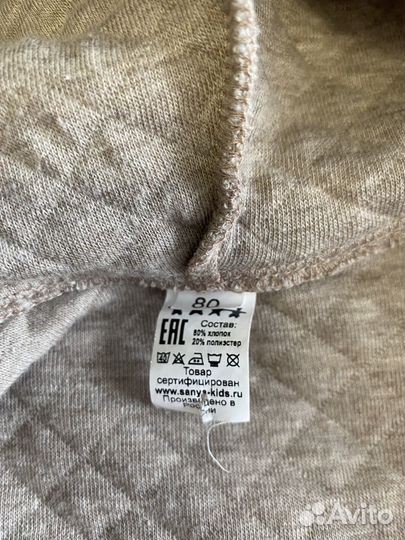 80
EAC
Состав:
80% хлопок
20% полиэстер
Товар
сертифицирован
www.sanya-kids.ru
Произведено в
России
Avito